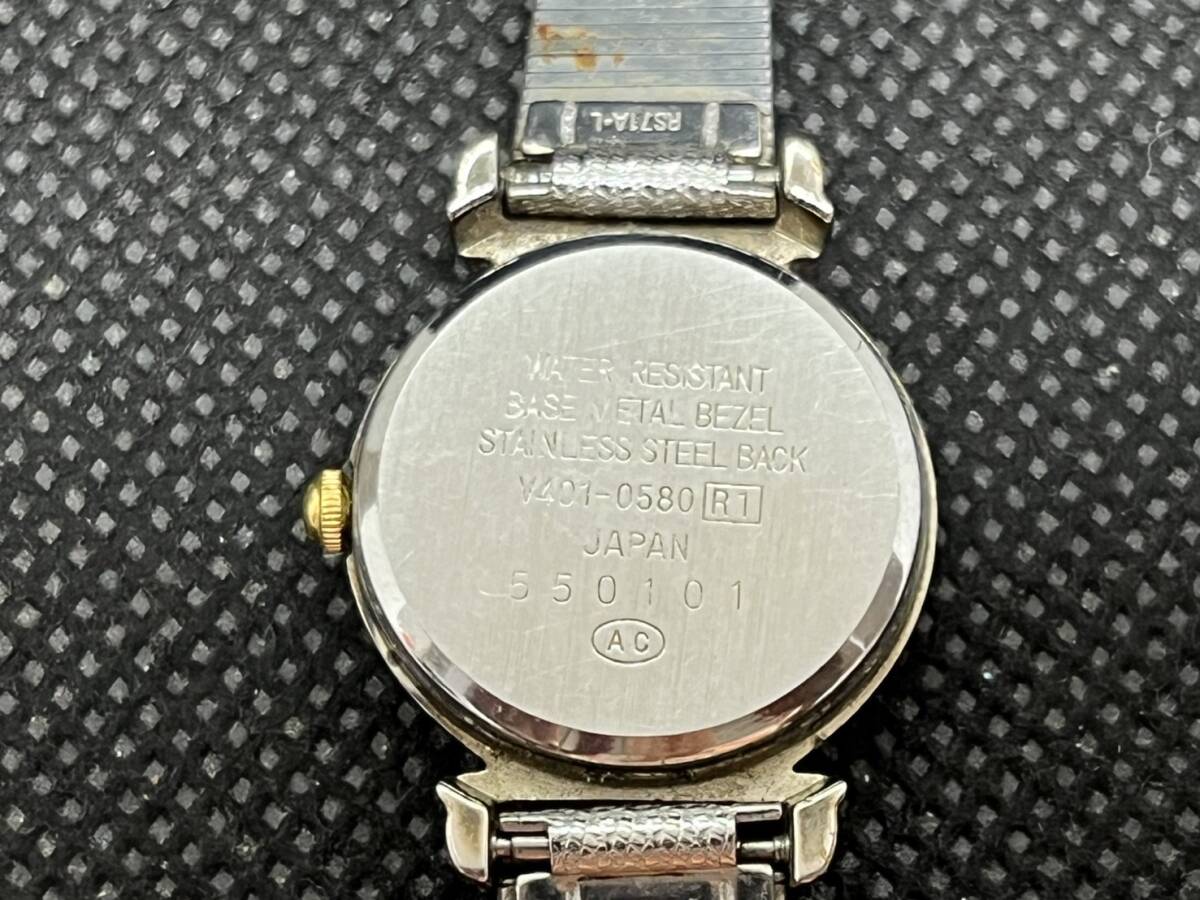 RS71A•L
WATER RESISTANT
BASE METAL BEZEL
STAINLESS STEEL BACK
V401-0580 R1
JAPAN
550101
AC